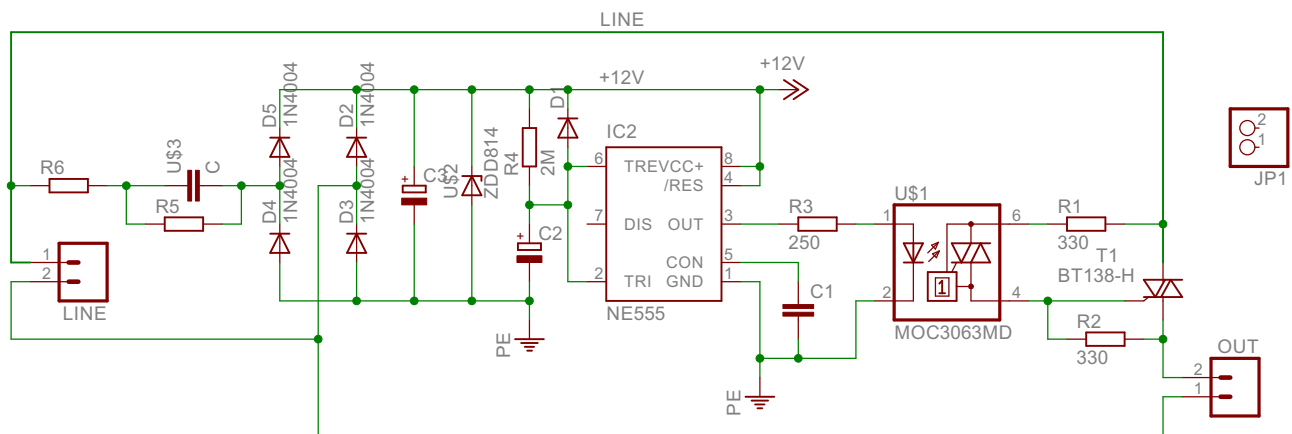 LINE
+12V
+12V
D5
1N4004
D2
1N4004
D1
IC2
R6
U$3
C
R5
D4
1N4004
D3
1N4004
C3
U$2
ZDD814
R4
2M
6
TRE
VCC+
8
/RES
4
7
DIS
OUT
3
CON
5
2
TRI
GND
1
NE555
+
C2
+
R3
250
U$1
1
6
2
4
1
MOC3063MD
R1
330
T1
BT138-H
R2
330
C1
PE
PE
1
2
LINE
OUT
2
1
2
1
JP1